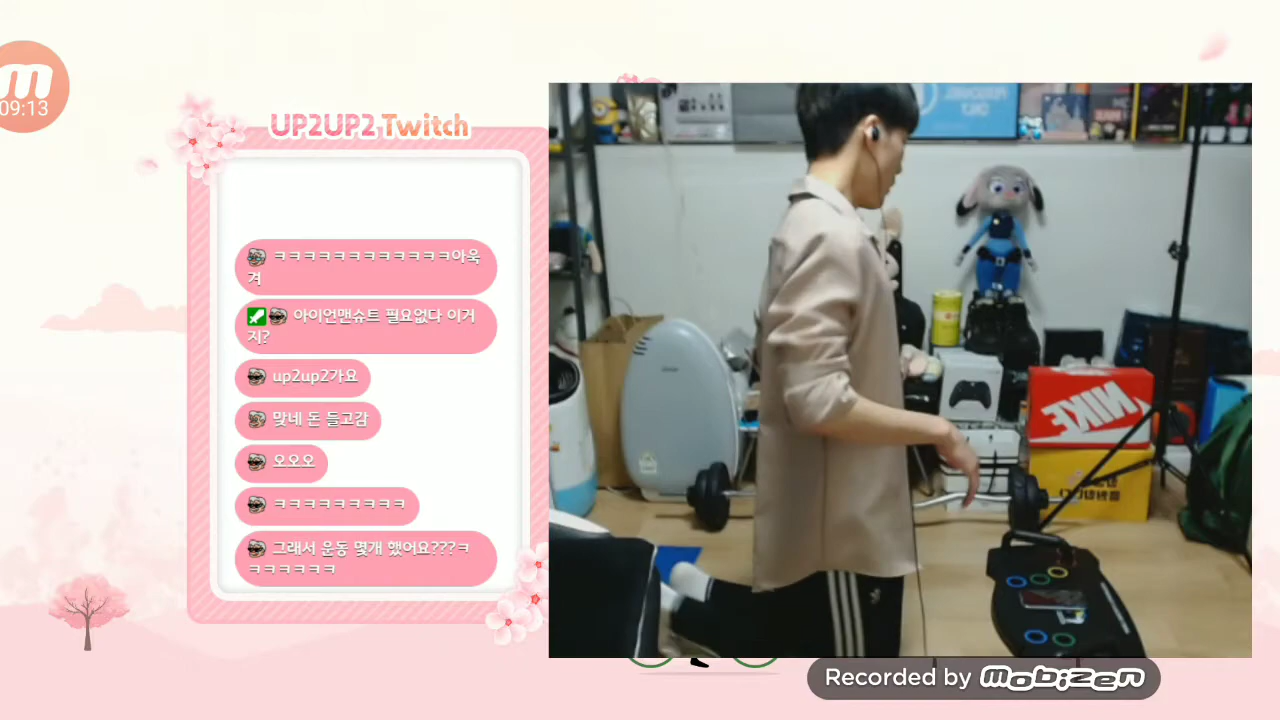 09:13
UP2UP2 Twitch
ㅋㅋㅋㅋㅋㅋㅋㅋㅋㅋㅋㅋ아욱
겨
아이언맨슈트 필요없다 이거
지?
up2up2가요
맞네 돈 들고감
오오오
ㅋㅋㅋㅋㅋㅋㅋㅋㅋ
그래서 운동 몇개 했어요???ㅋ
ㅋㅋㅋㅋㅋㅋ
NIKE
Recorded by mobizen